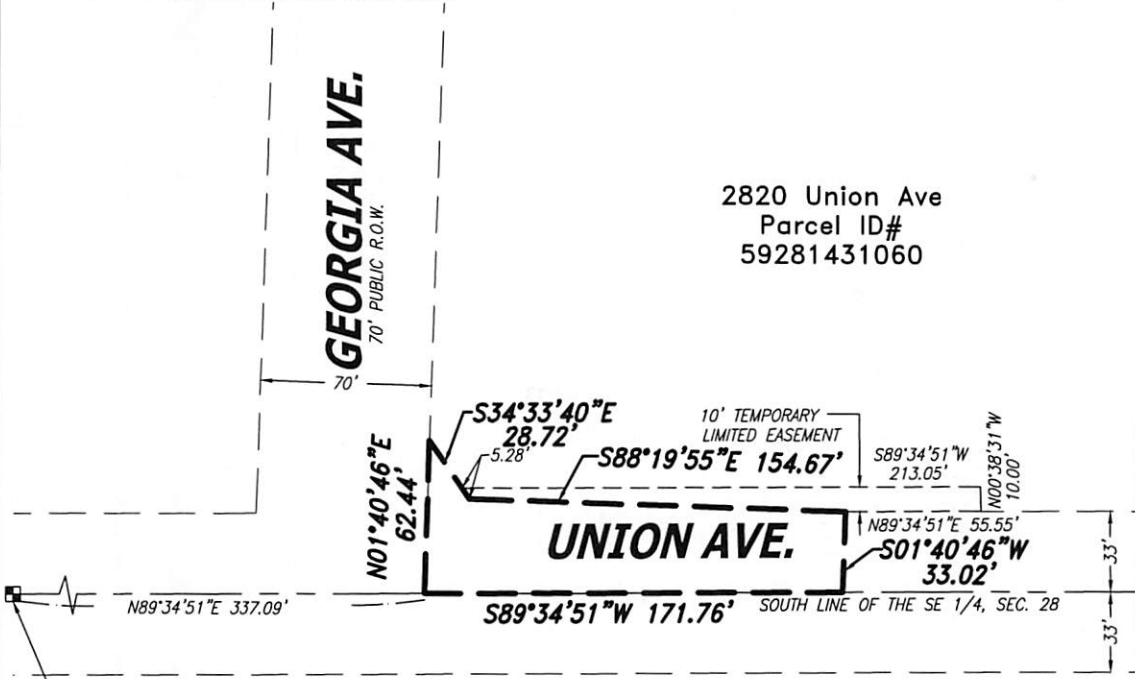 GEORGIA AVE.
70' PUBLIC R.O.W.
70'
2820 Union Ave
Parcel ID#
59281431060
S34°33'40"E
28.72'
5.28'
10' TEMPORARY
LIMITED EASEMENT
S88°19'55"E 154.67'
S89°34'51"W
213.05'
N00°38'31"W
10.00'
N01°40'46"E
62.44'
UNION AVE.
N89°34'51"E 55.55'
S01°40'46"W
33.02'
33'
N89°34'51"E 337.09'
S89°34'51"W 171.76'
SOUTH LINE OF THE SE 1/4, SEC. 28
33'